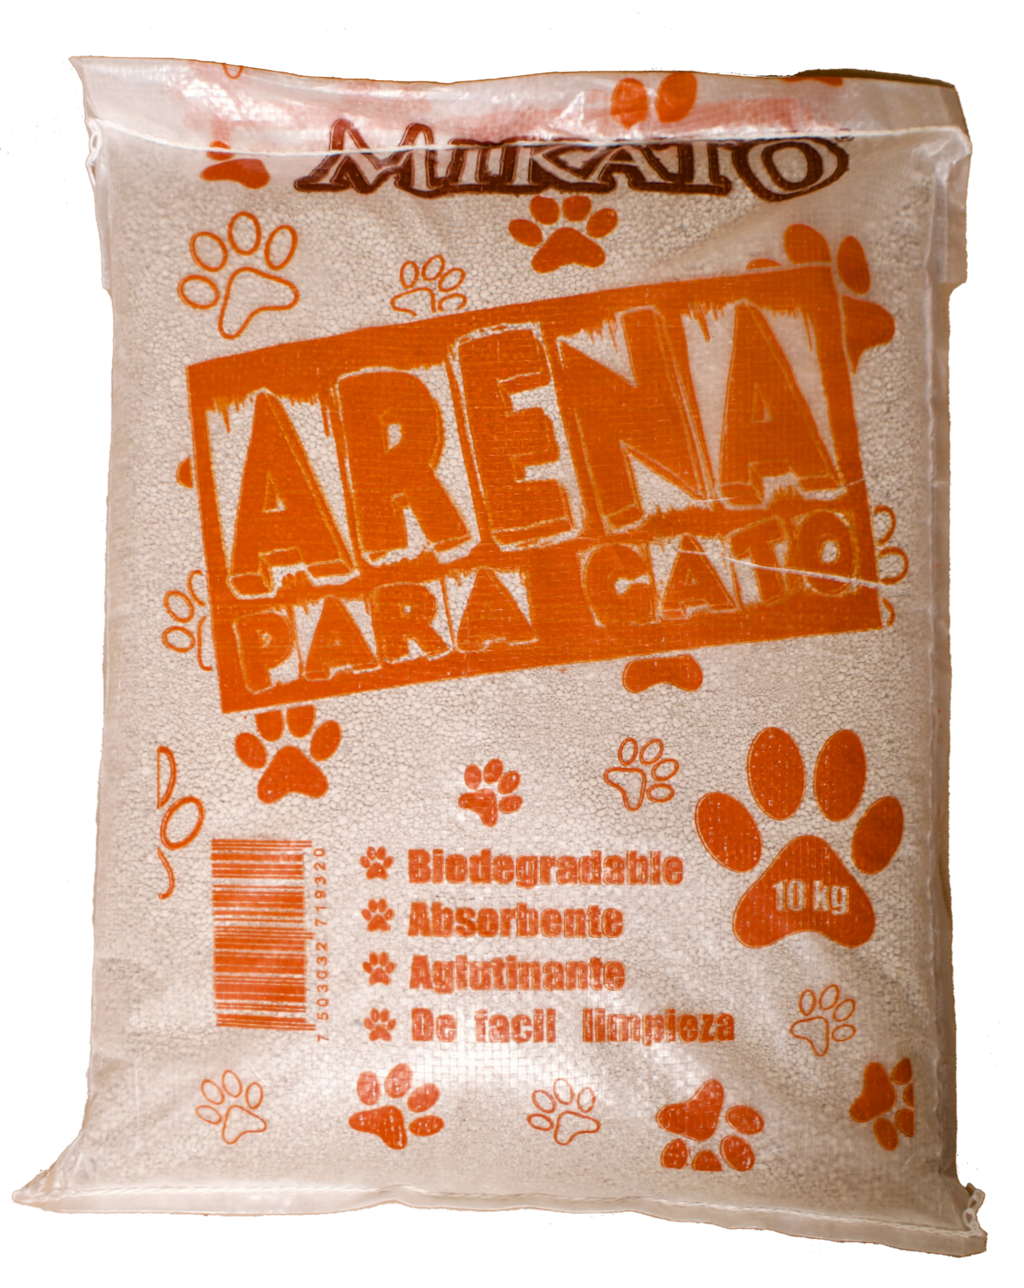 MIKATO
ARENA
PARA GATO
10 kg
Biodegradable
Absorbente
Aglutinante
De facil limpieza
7 503032 719320